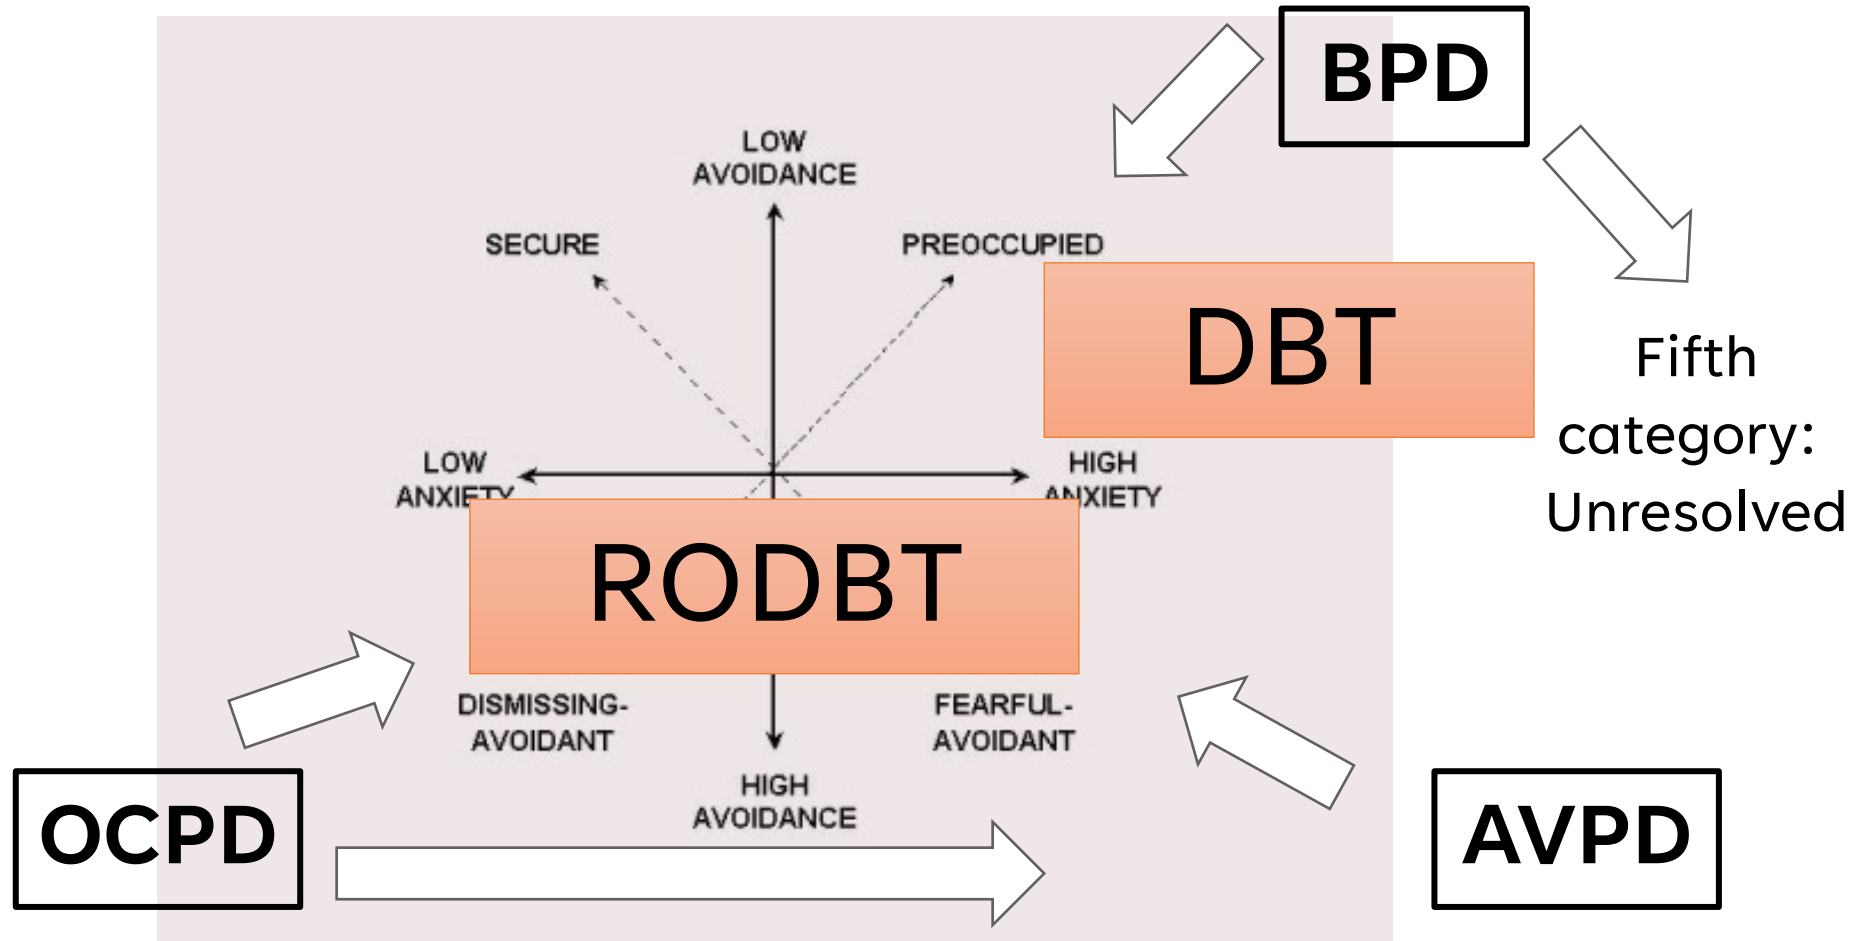 BPD
LOW
AVOIDANCE
SECURE
PREOCCUPIED
DBT
Fifth
category:
Unresolved
LOW
ANXIETY
HIGH
ANXIETY
RODBT
DISMISSING-
AVOIDANT
FEARFUL-
AVOIDANT
HIGH
AVOIDANCE
OCPD
AVPD